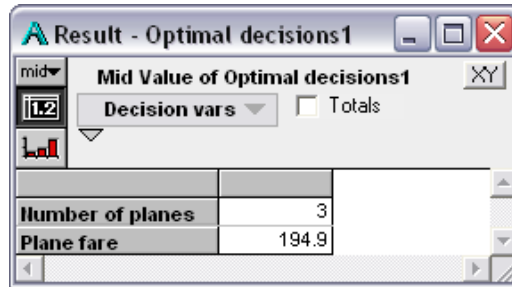 Result - Optimal decisions1
mid
Mid Value of Optimal decisions1
XY
1.2
Decision vars
Totals
Number of planes 3
Plane fare 194.9